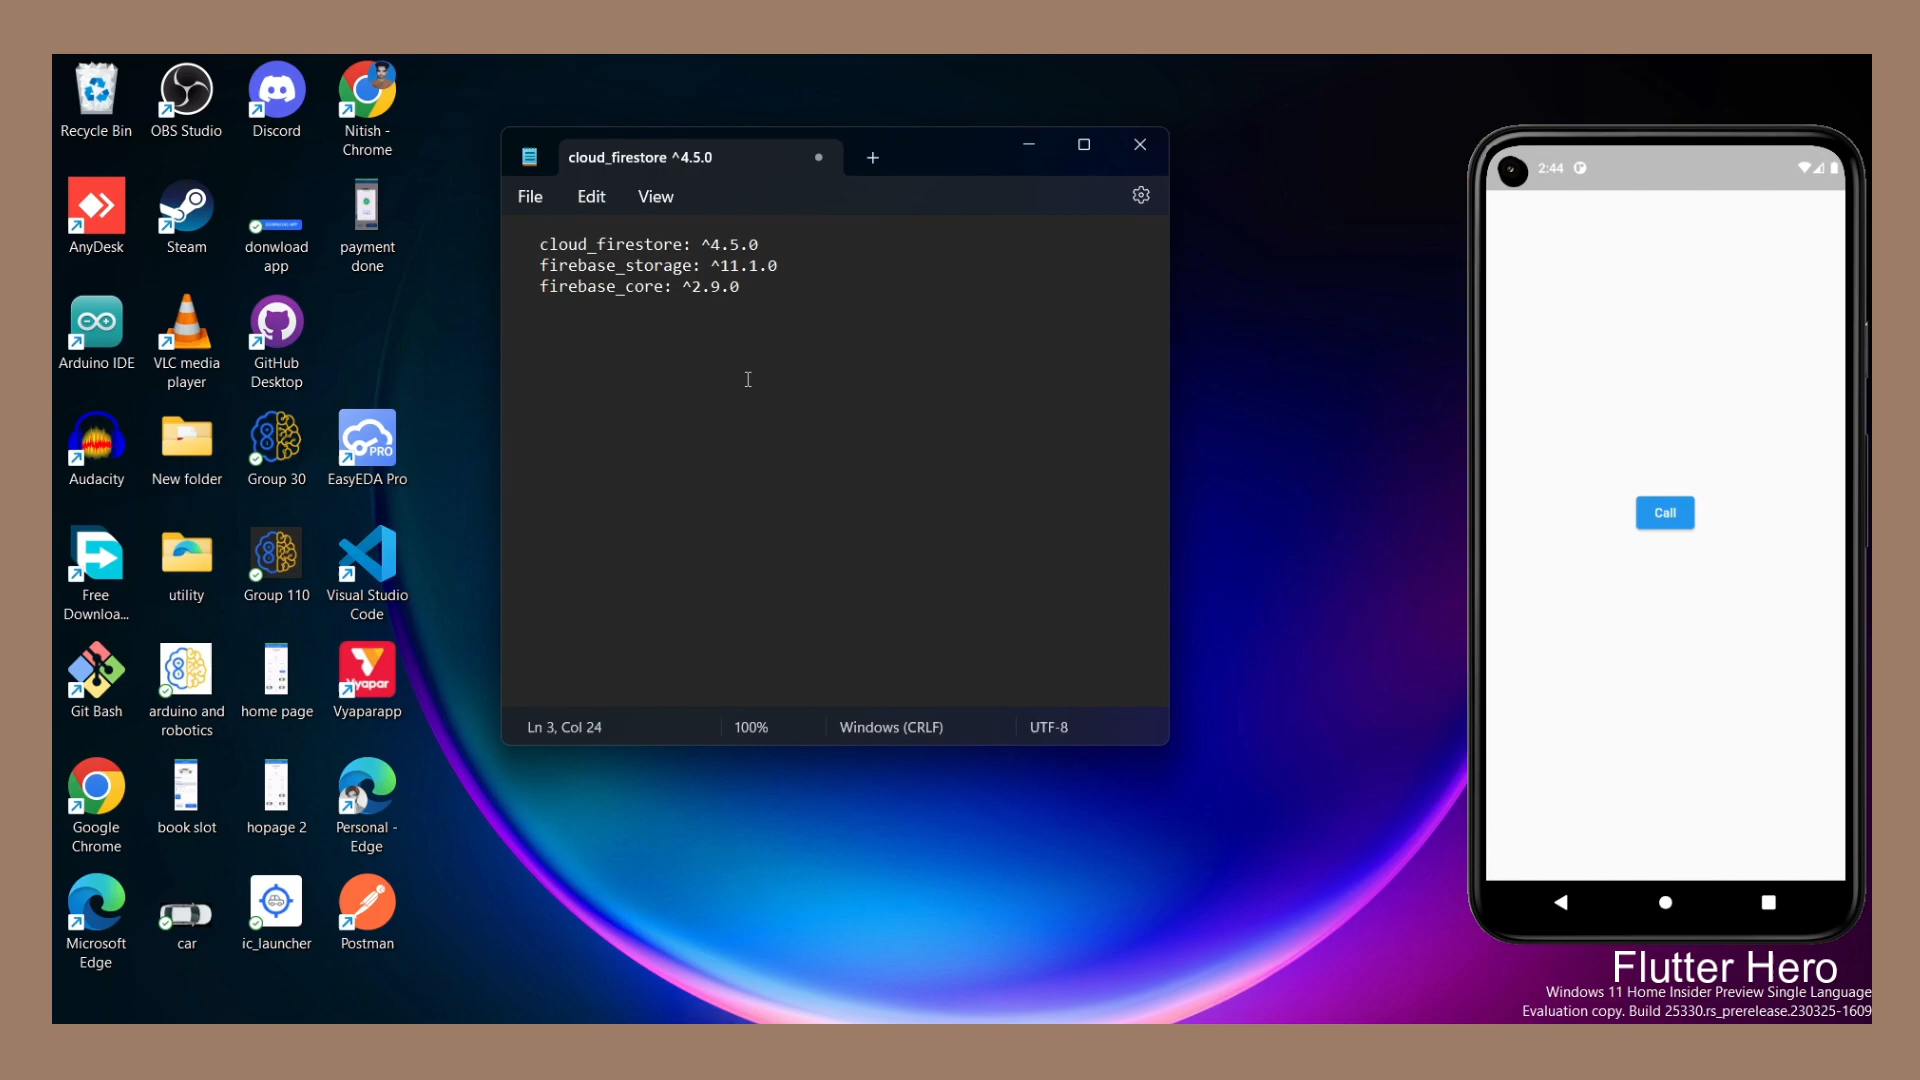 Recycle Bin
OBS Studio
Discord
Nitish -
Chrome
AnyDesk
Steam
donwload
app
payment
done
Arduino IDE
VLC media
player
GitHub
Desktop
Audacity
New folder
Group 30
PRO
EasyEDA Pro
Free
Downloa...
utility
Group 110
Visual Studio
Code
Git Bash
arduino and
robotics
home page
Vyapar
Vyaparapp
Google
Chrome
book slot
hopage 2
Personal -
Edge
Microsoft
Edge
car
ic_launcher
Postman
cloud_firestore ^4.5.0
File Edit View
cloud_firestore: ^4.5.0
firebase_storage: ^11.1.0
firebase_core: ^2.9.0
Ln 3, Col 24 100% Windows (CRLF) UTF-8
2:44
Call
Flutter Hero
Windows 11 Home Insider Preview Single Language
Evaluation copy. Build 25330.rs_prerelease.230325-1609